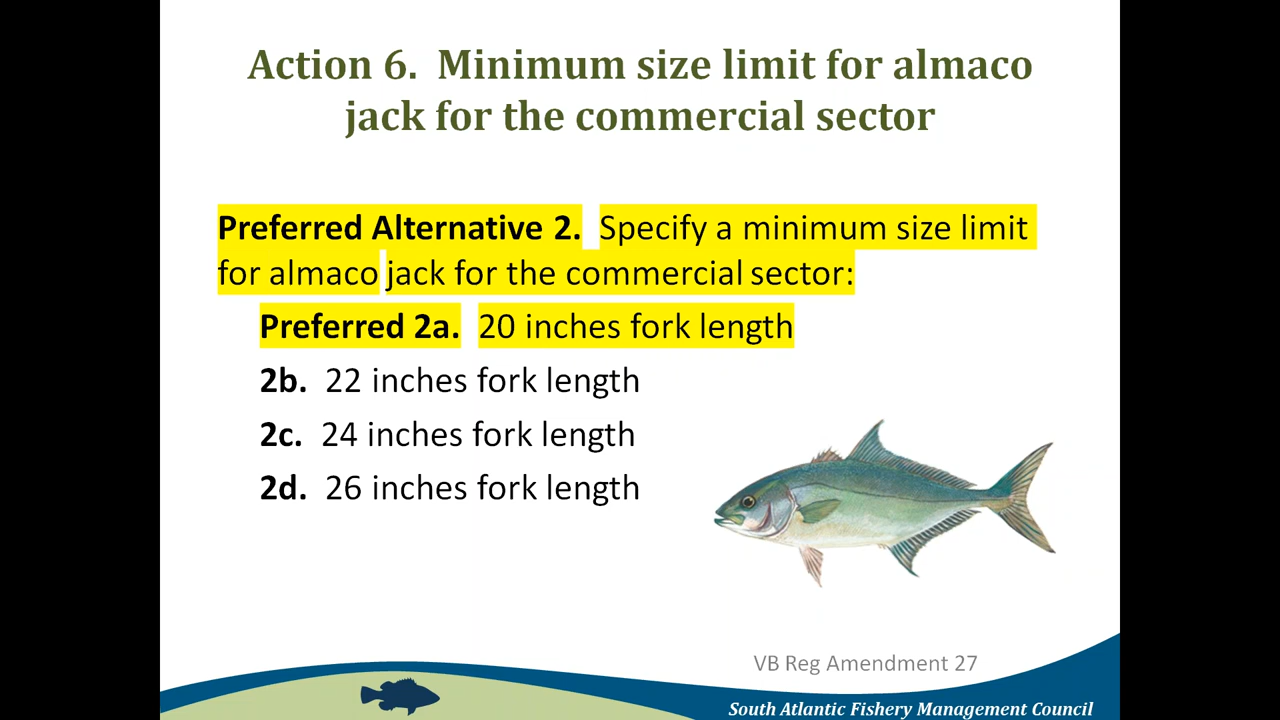 Action 6. Minimum size limit for almaco
jack for the commercial sector
Preferred Alternative 2. Specify a minimum size limit
for almaco jack for the commercial sector:
Preferred 2a. 20 inches fork length
2b. 22 inches fork length
2c. 24 inches fork length
2d. 26 inches fork length
VB Reg Amendment 27
South Atlantic Fishery Management Council